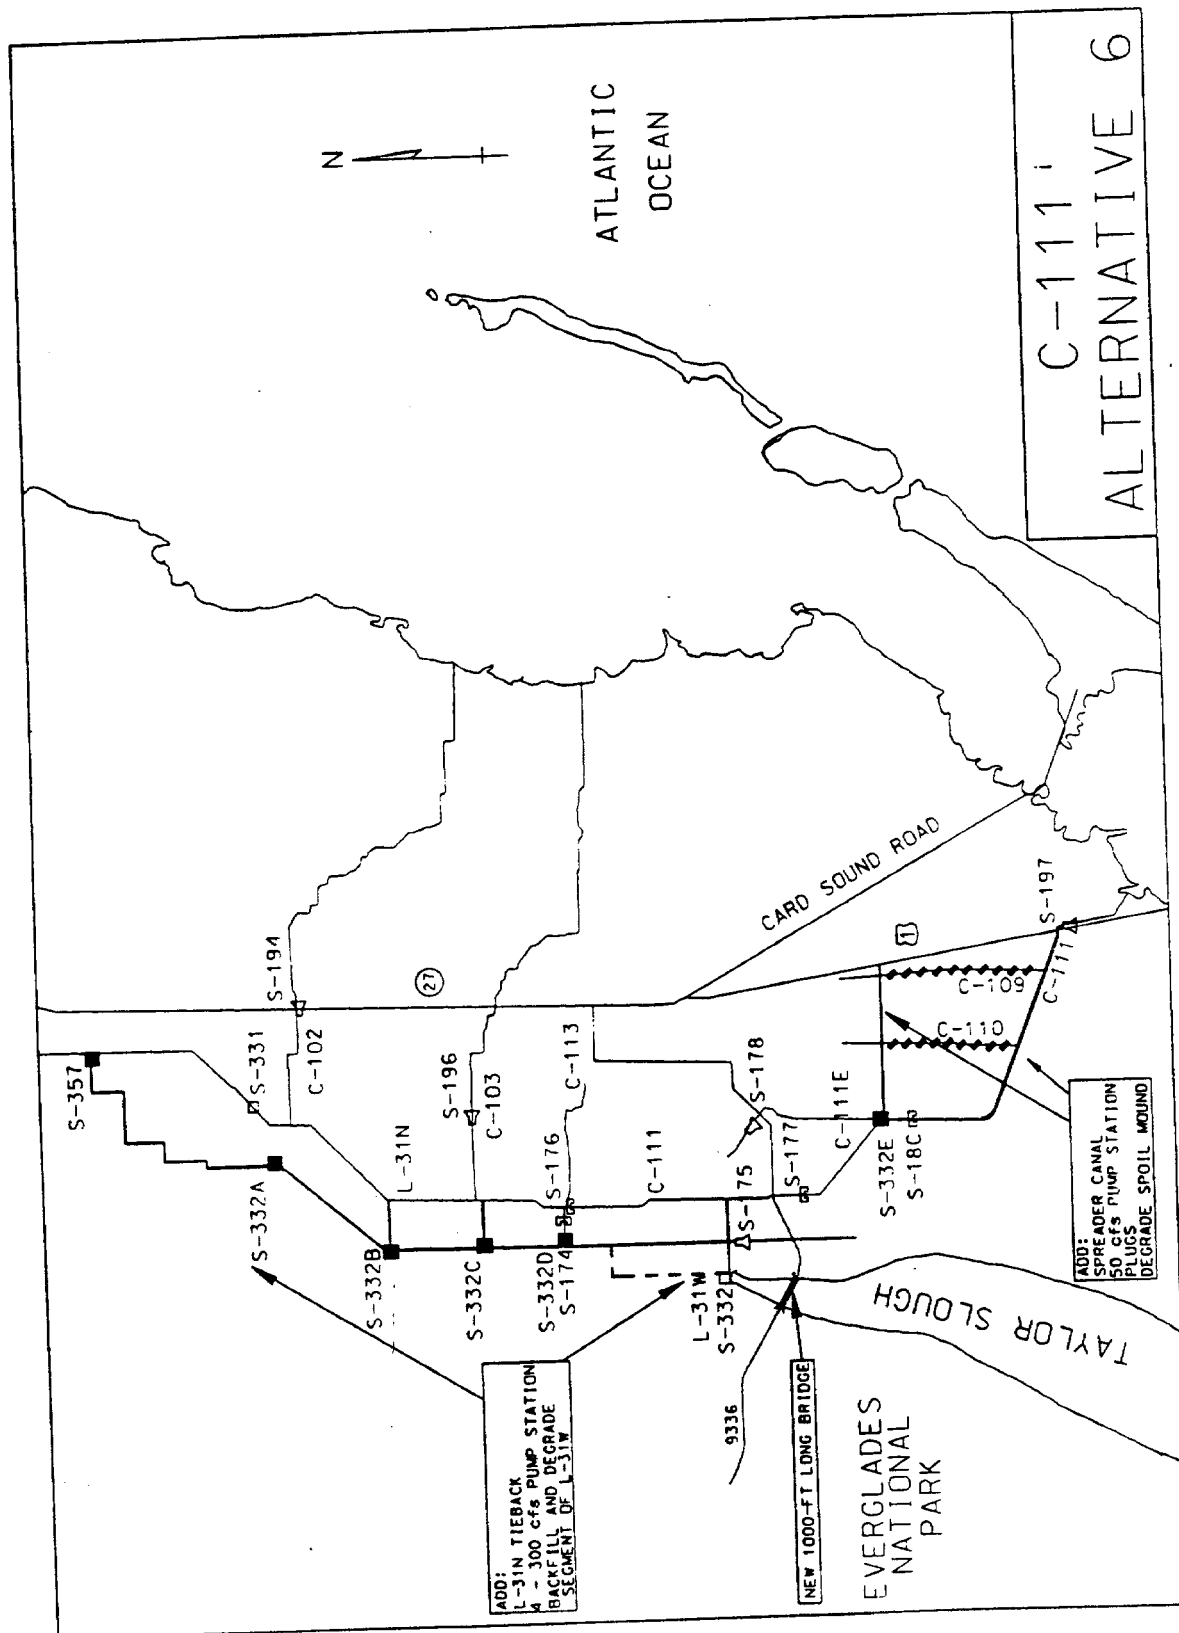 N
ATLANTIC
OCEAN
S-357
S-331
S-194
C-102
S-332A
L-31N
27
S-196
C-103
S-332B
S-332C
S-176
C-113
S-332D
S-174
C-111
S-178
S-175
S-177
C-111E
L-31W
S-332
S-332E
S-18C
CARD SOUND ROAD
1
C-109
C-110
C-111
S-197
9336
TAYLOR SLOUGH
EVERGLADES
NATIONAL
PARK
ADD:
L-31N TIEBACK
4 - 300 cfs PUMP STATION
BACKFILL AND DEGRADE
SEGMENT OF L-31W
NEW 1000-FT LONG BRIDGE
ADD:
SPREADER CANAL
50 cfs PUMP STATION
PLUGS
DEGRADE SPOIL MOUND
C-111
ALTERNATIVE 6